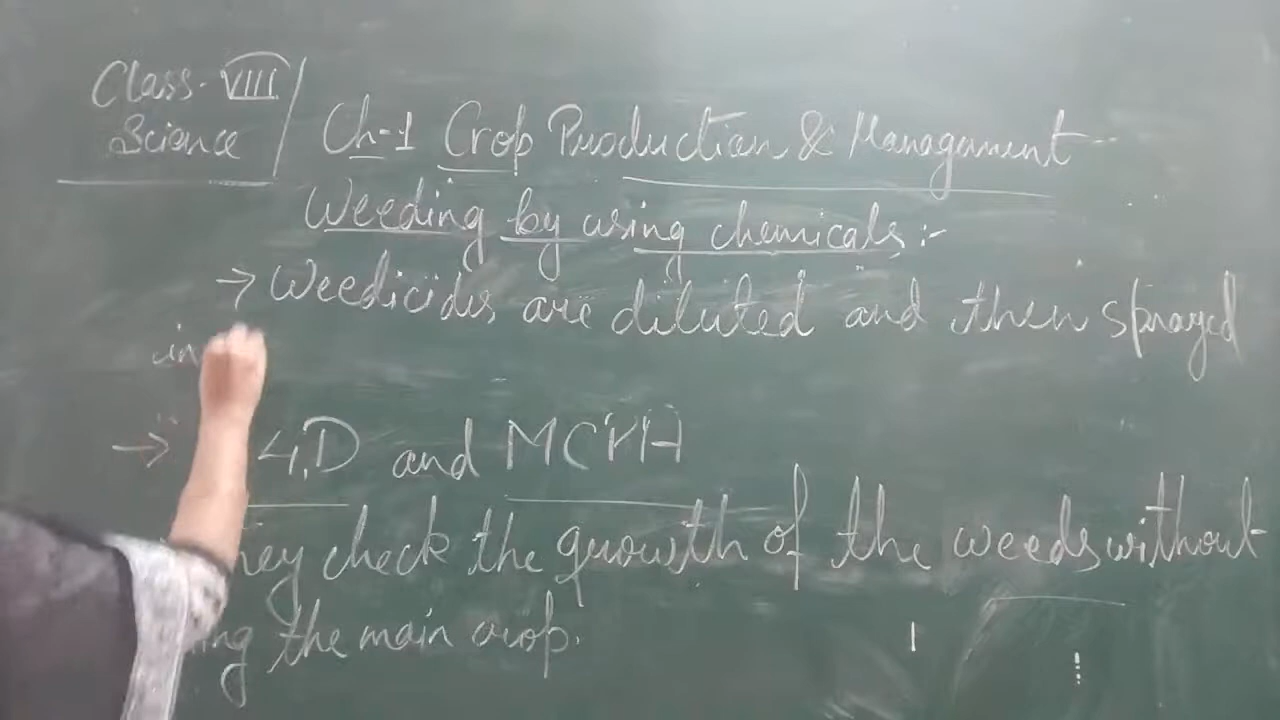 Class-VIII
Science
Ch-1 Crop Production & Management
Weeding by using chemicals:-
→ Weedicides are diluted and then sprayed
in
→ 4,D and MCPA
hey check the growth of the weeds without
ing the main crop.